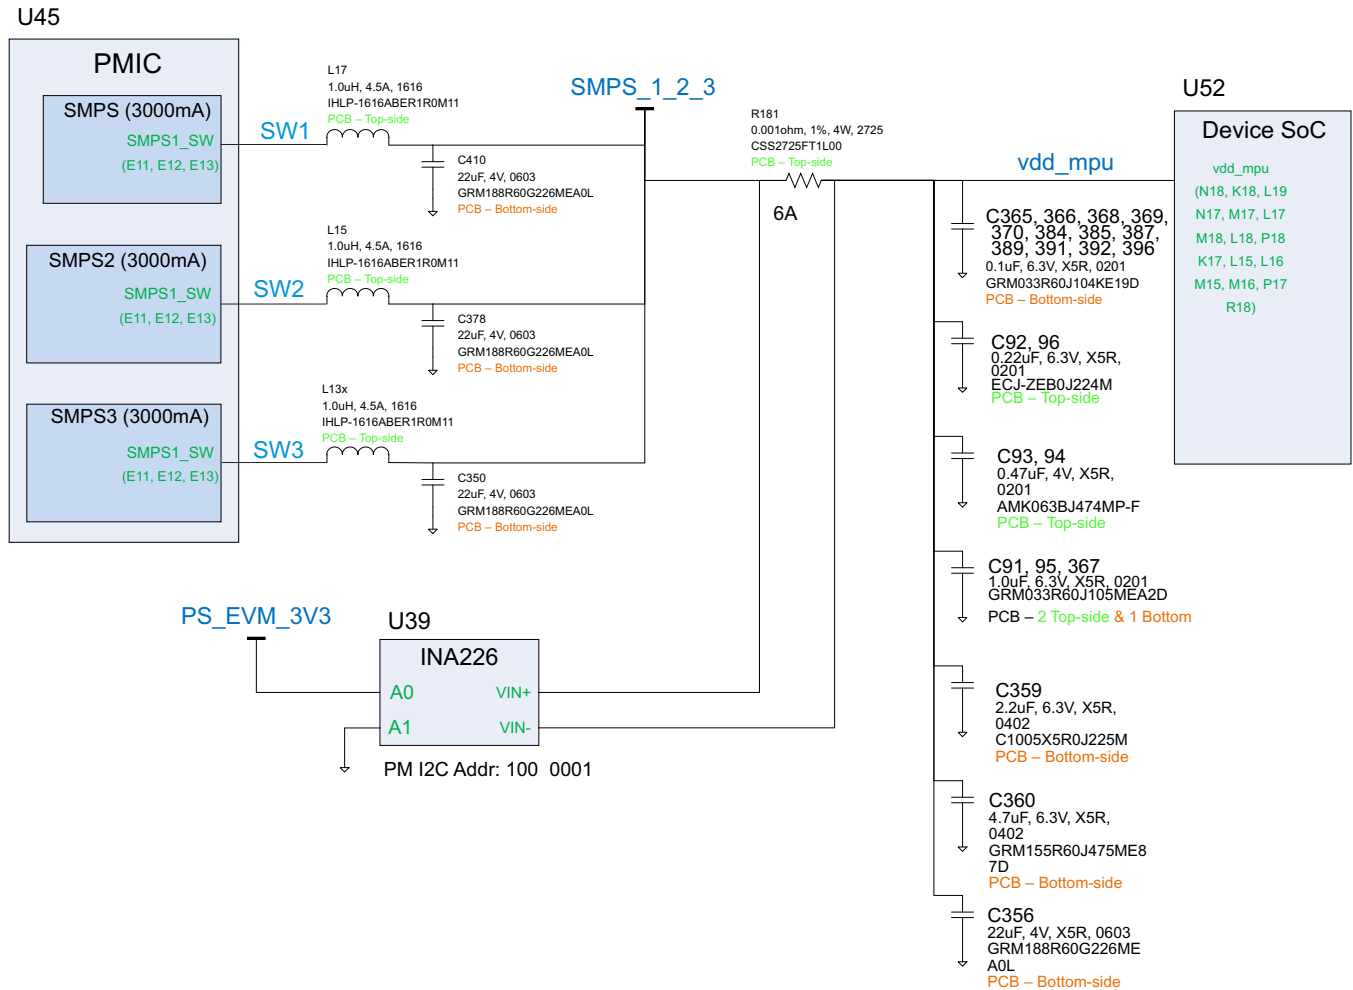 U45
PMIC
SMPS (3000mA)
SMPS1_SW
(E11, E12, E13)
SW1
L17
1.0uH, 4.5A, 1616
IHLP-1616ABER1R0M11
PCB – Top-side
C410
22uF, 4V, 0603
GRM188R60G226MEA0L
PCB – Bottom-side
SMPS2 (3000mA)
SMPS1_SW
(E11, E12, E13)
SW2
L15
1.0uH, 4.5A, 1616
IHLP-1616ABER1R0M11
PCB – Top-side
C378
22uF, 4V, 0603
GRM188R60G226MEA0L
PCB – Bottom-side
SMPS3 (3000mA)
SMPS1_SW
(E11, E12, E13)
SW3
L13x
1.0uH, 4.5A, 1616
IHLP-1616ABER1R0M11
PCB – Top-side
C350
22uF, 4V, 0603
GRM188R60G226MEA0L
PCB – Bottom-side
SMPS_1_2_3
R181
0.001ohm, 1%, 4W, 2725
CSS2725FT1L00
PCB – Top-side
6A
vdd_mpu
U52
Device SoC
vdd_mpu
(N18, K18, L19
N17, M17, L17
M18, L18, P18
K17, L15, L16
M15, M16, P17
R18)
C365, 366, 368, 369,
370, 384, 385, 387,
389, 391, 392, 396
0.1uF, 6.3V, X5R, 0201
GRM033R60J104KE19D
PCB – Bottom-side
C92, 96
0.22uF, 6.3V, X5R,
0201
ECJ-ZEB0J224M
PCB – Top-side
C93, 94
0.47uF, 4V, X5R,
0201
AMK063BJ474MP-F
PCB – Top-side
C91, 95, 367
1.0uF, 6.3V, X5R, 0201
GRM033R60J105MEA2D
PCB – 2 Top-side & 1 Bottom
C359
2.2uF, 6.3V, X5R,
0402
C1005X5R0J225M
PCB – Bottom-side
C360
4.7uF, 6.3V, X5R,
0402
GRM155R60J475ME8
7D
PCB – Bottom-side
C356
22uF, 4V, X5R, 0603
GRM188R60G226ME
A0L
PCB – Bottom-side
PS_EVM_3V3
U39
INA226
A0
VIN+
A1
VIN-
PM I2C Addr: 100 0001